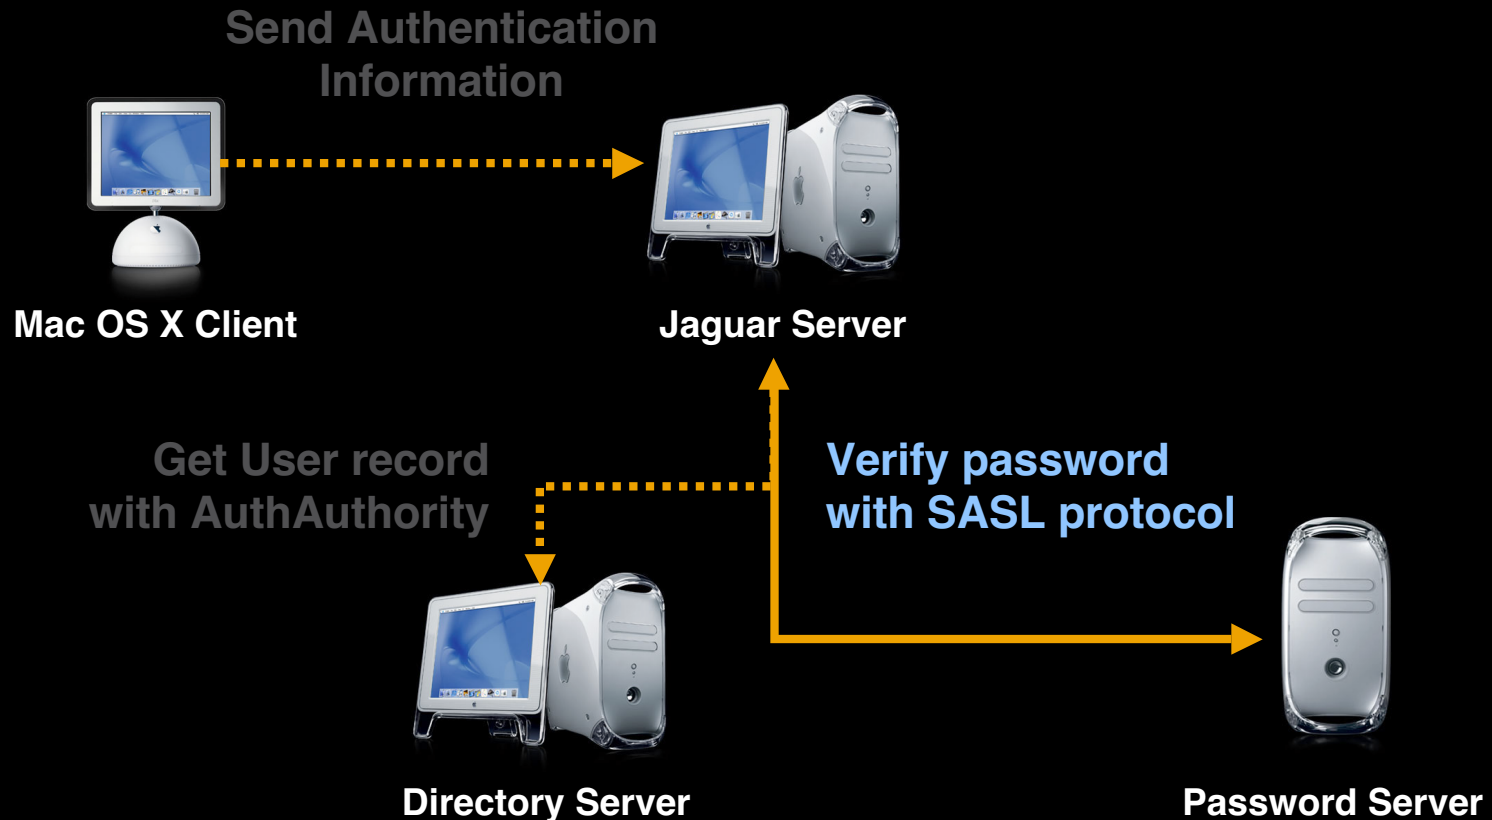 Send Authentication
Information
Mac OS X Client
Jaguar Server
Get User record
with AuthAuthority
Verify password
with SASL protocol
Directory Server
Password Server